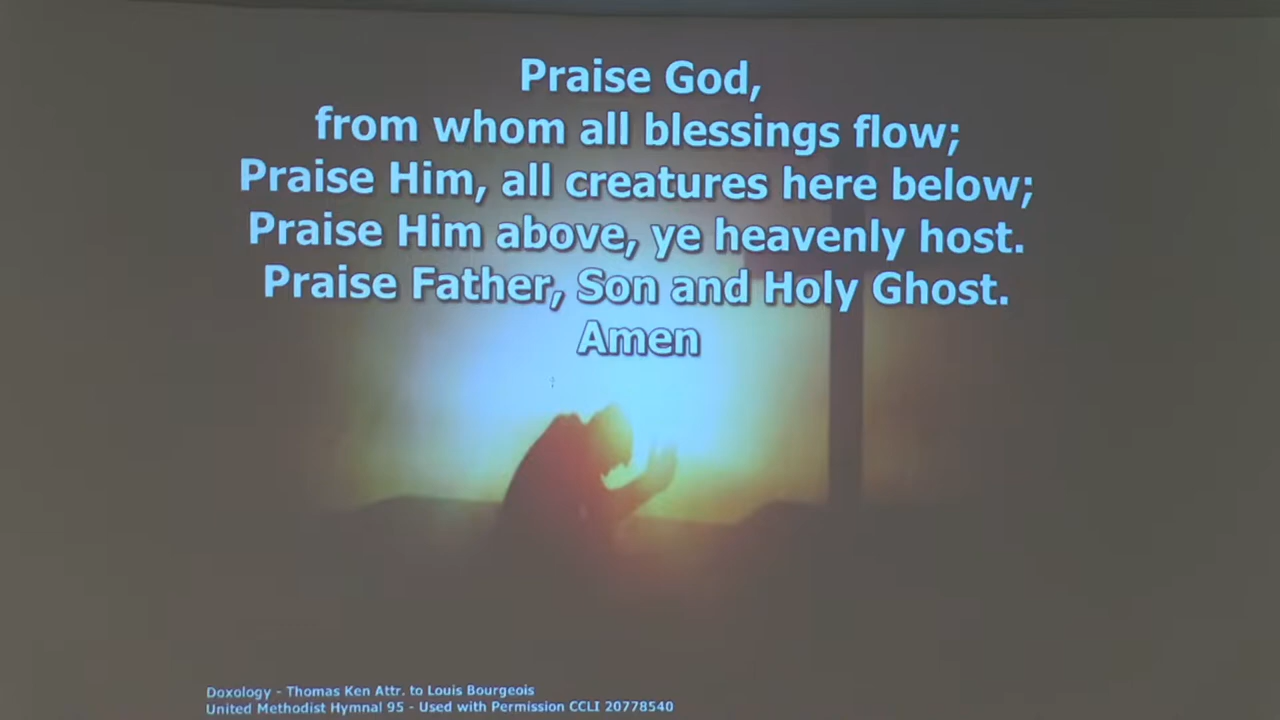 Praise God,
from whom all blessings flow;
Praise Him, all creatures here below;
Praise Him above, ye heavenly host.
Praise Father, Son and Holy Ghost.
Amen
Doxology - Thomas Ken Attr. to Louis Bourgeois
United Methodist Hymnal 95 - Used with Permission CCLI 20778540